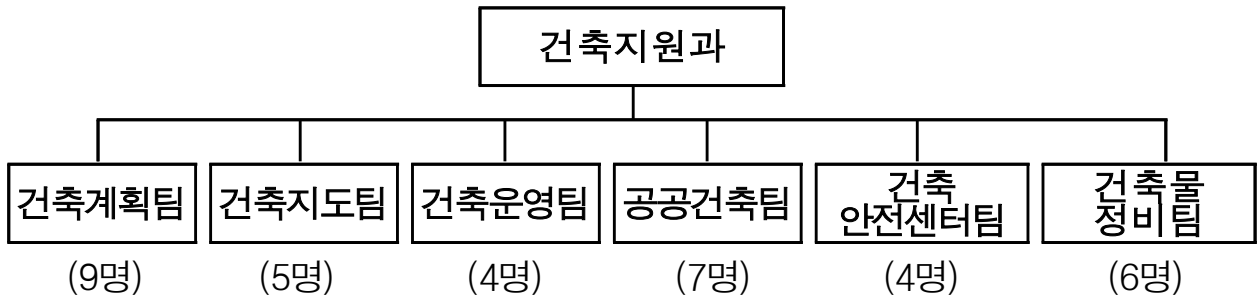 건축지원과
건축계획팀
건축지도팀
건축운영팀
공공건축팀
건축
안전센터팀
건축물
정비팀
(9명)
(5명)
(4명)
(7명)
(4명)
(6명)